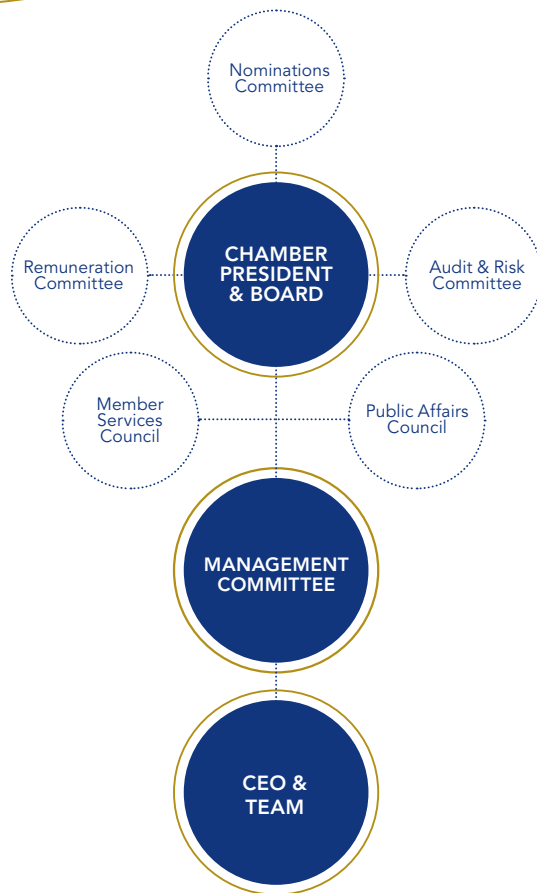 Nominations
Committee
CHAMBER
PRESIDENT
& BOARD
Remuneration
Committee
Audit & Risk
Committee
Member
Services
Council
Public Affairs
Council
MANAGEMENT
COMMITTEE
CEO &
TEAM